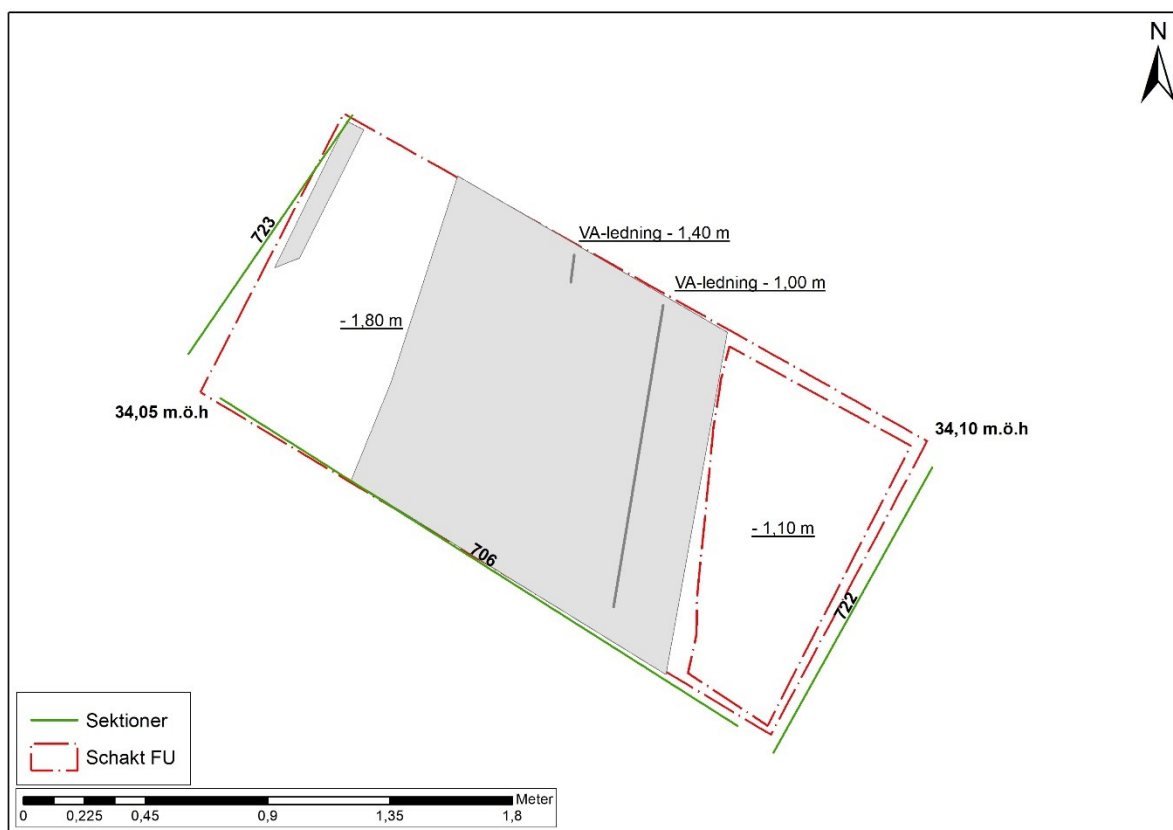 N
VA-ledning - 1,40 m
723
VA-ledning - 1,00 m
- 1,80 m
34,05 m.ö.h
34,10 m.ö.h
- 1,10 m
706
722
Sektioner
Schakt FU
Meter
0 0,225 0,45 0,9 1,35 1,8